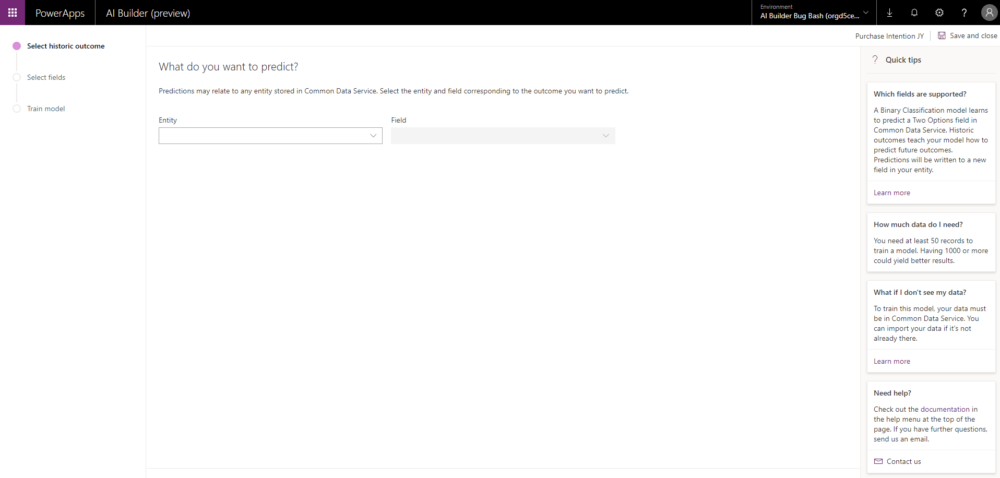 PowerApps
AI Builder (preview)
Environment
AI Builder Bug Bash (orgd5ce...
?
Select historic outcome
Select fields
Train model
Purchase Intention JY
Save and close
What do you want to predict?
Predictions may relate to any entity stored in Common Data Service. Select the entity and field corresponding to the outcome you want to predict.
Entity
Field
? Quick tips
Which fields are supported?
A Binary Classification model learns
to predict a Two Options field in
Common Data Service. Historic
outcomes teach your model how to
predict future outcomes.
Predictions will be written to a new
field in your entity.
Learn more
How much data do I need?
You need at least 50 records to
train a model. Having 1000 or more
could yield better results.
What if I don't see my data?
To train this model, your data must
be in Common Data Service. You
can import your data if it's not
already there.
Learn more
Need help?
Check out the documentation in
the help menu at the top of the
page. If you have further questions,
send us an email.
Contact us